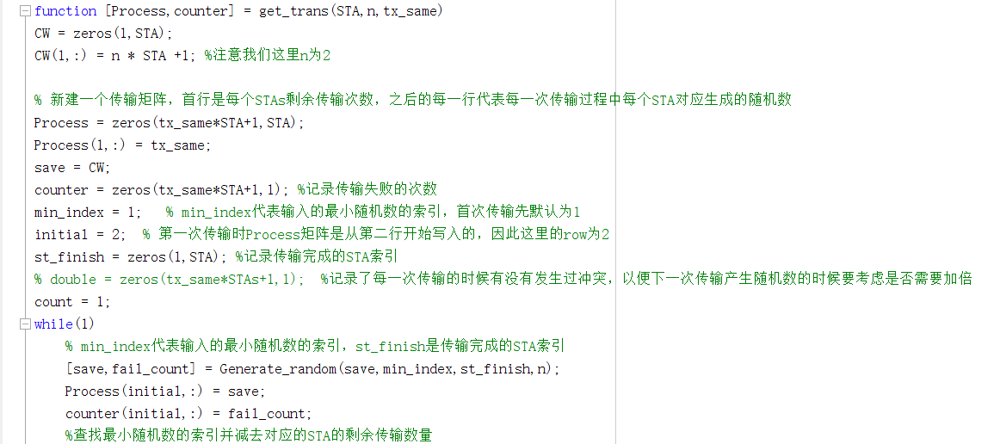 function [Process,counter] = get_trans(STA,n,tx_same)
CW = zeros(1,STA);
CW(1,:) = n * STA +1; %注意我们这里n为2
% 新建一个传输矩阵，首行是每个STAs剩余传输次数，之后的每一行代表每一次传输过程中每个STA对应生成的随机数
Process = zeros(tx_same*STA+1,STA);
Process(1,:) = tx_same;
save = CW;
counter = zeros(tx_same*STA+1,1); %记录传输失败的次数
min_index = 1;   % min_index代表输入的最小随机数的索引，首次传输先默认为1
initial = 2;  % 第一次传输时Process矩阵是从第二行开始写入的，因此这里的row为2
st_finish = zeros(1,STA); %记录传输完成的STA索引
% double = zeros(tx_same*STAs+1,1);  %记录了每一次传输的时候有没有发生过冲突，以便下一次传输产生随机数的时候要考虑是否需要加倍
count = 1;
while(1)
    % min_index代表输入的最小随机数的索引，st_finish是传输完成的STA索引
    [save,fail_count] = Generate_random(save,min_index,st_finish,n);
    Process(initial,:) = save;
    counter(initial,:) = fail_count;
    %查找最小随机数的索引并减去对应的STA的剩余传输数量